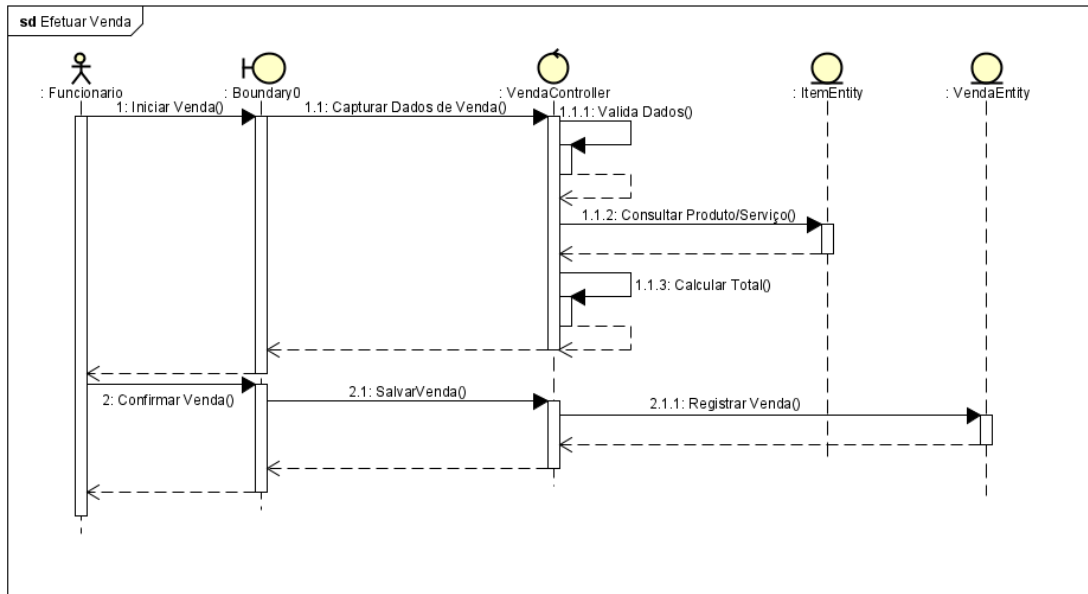 sd Efetuar Venda
: Funcionario
: Boundary0
: VendaController
: ItemEntity
: VendaEntity
1: Iniciar Venda()
1.1: Capturar Dados de Venda()
1.1.1: Valida Dados()
1.1.2: Consultar Produto/Serviço()
1.1.3: Calcular Total()
2: Confirmar Venda()
2.1: SalvarVenda()
2.1.1: Registrar Venda()